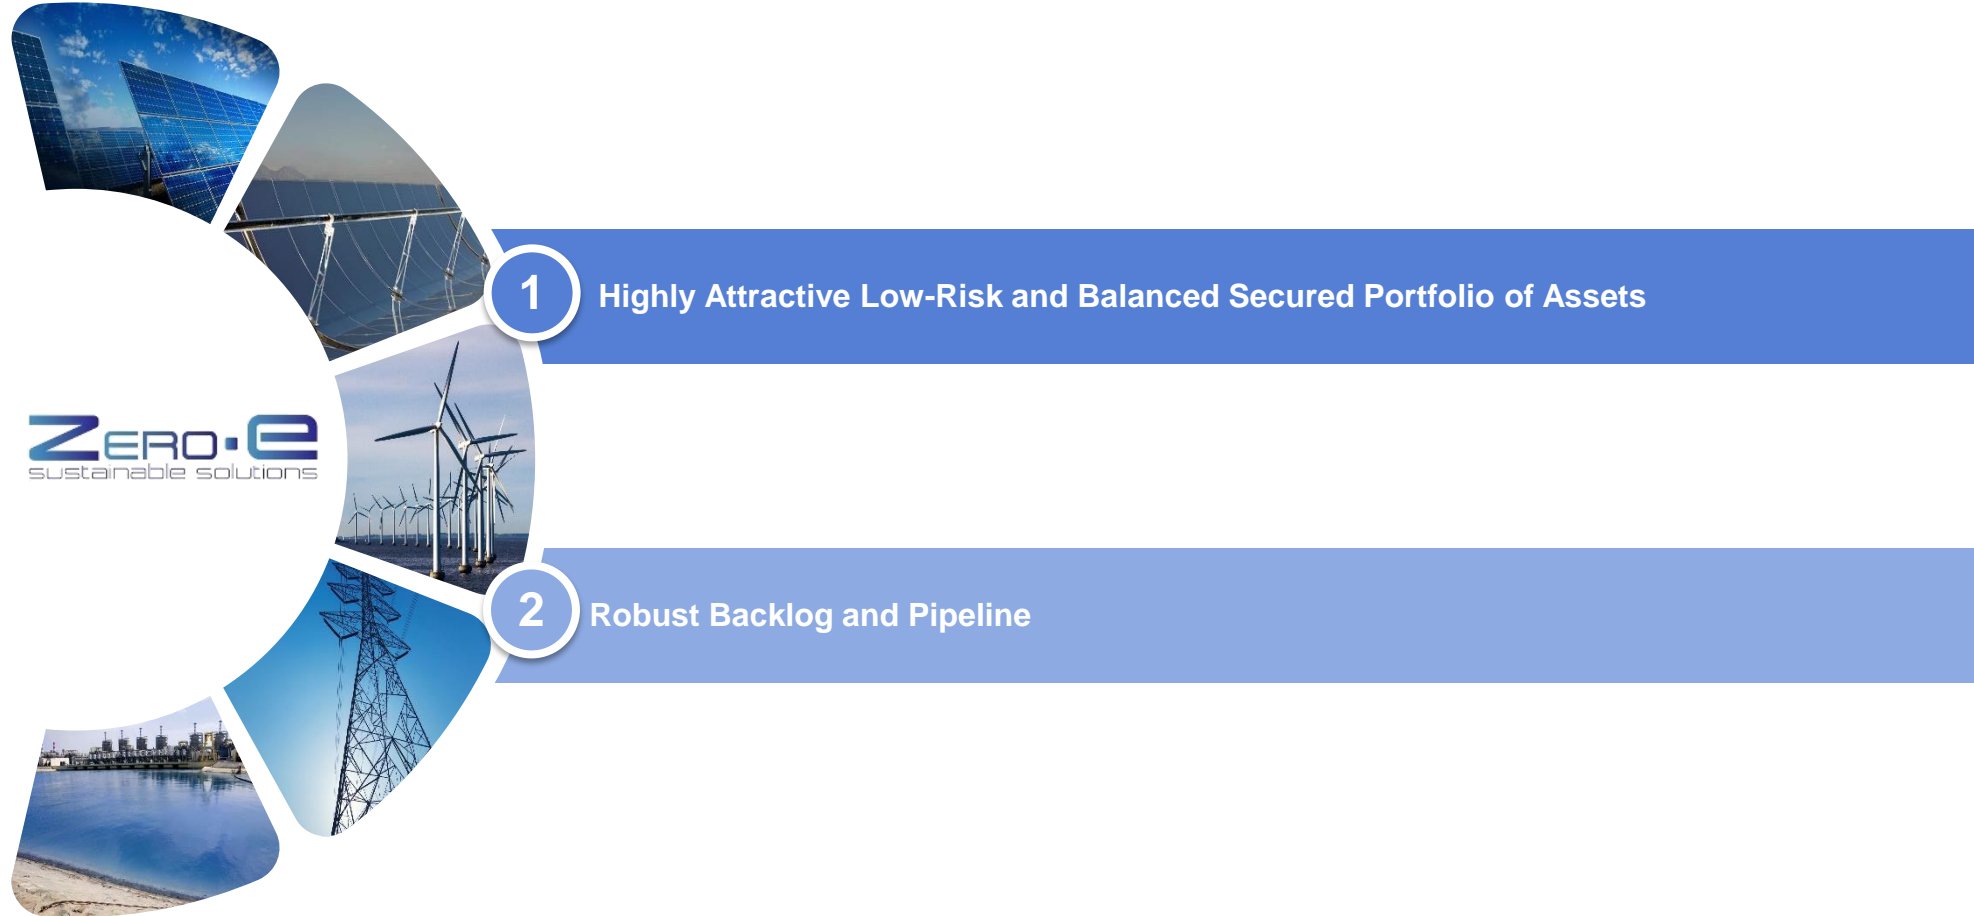 1
Highly Attractive Low-Risk and Balanced Secured Portfolio of Assets
ZERO·e
sustainable solutions
2
Robust Backlog and Pipeline